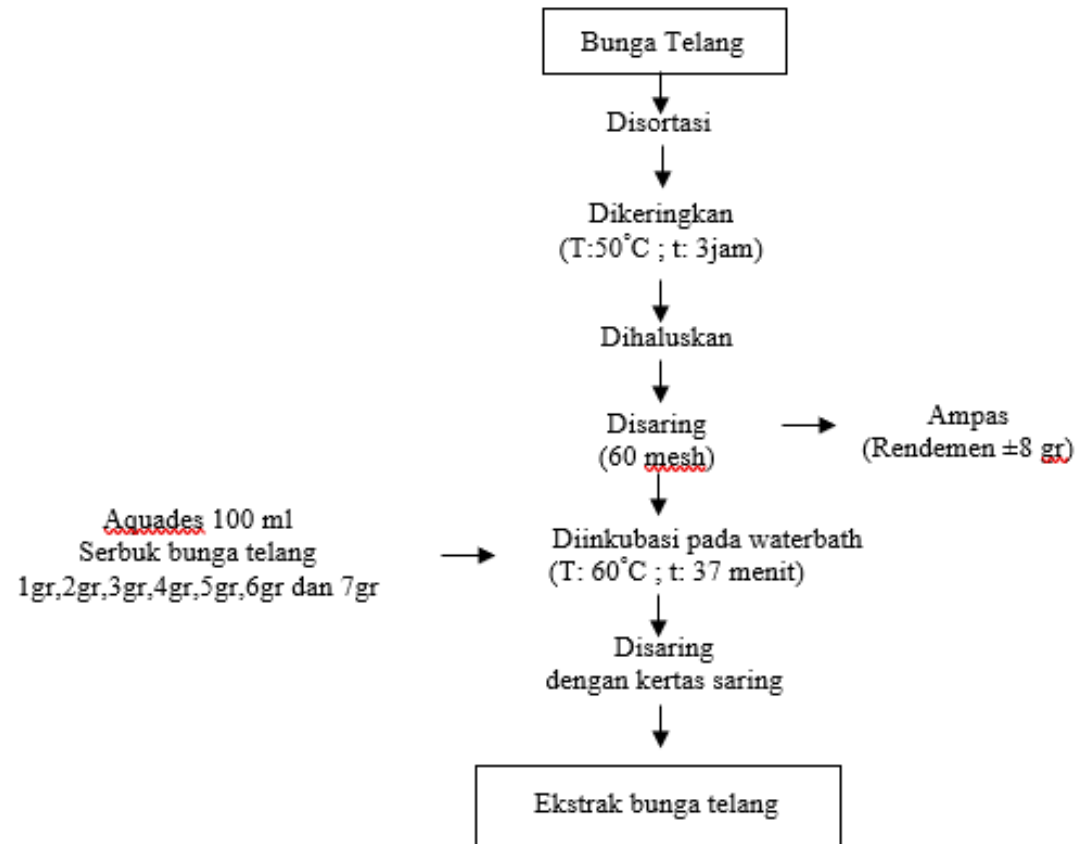 Bunga Telang
Disortasi
Dikeringkan
(T:50°C ; t: 3jam)
Dihaluskan
Disaring
(60 mesh)
Ampas
(Rendemen ±8 gr)
Aquades 100 ml
Serbuk bunga telang
1gr,2gr,3gr,4gr,5gr,6gr dan 7gr
Diinkubasi pada waterbath
(T: 60°C ; t: 37 menit)
Disaring
dengan kertas saring
Ekstrak bunga telang